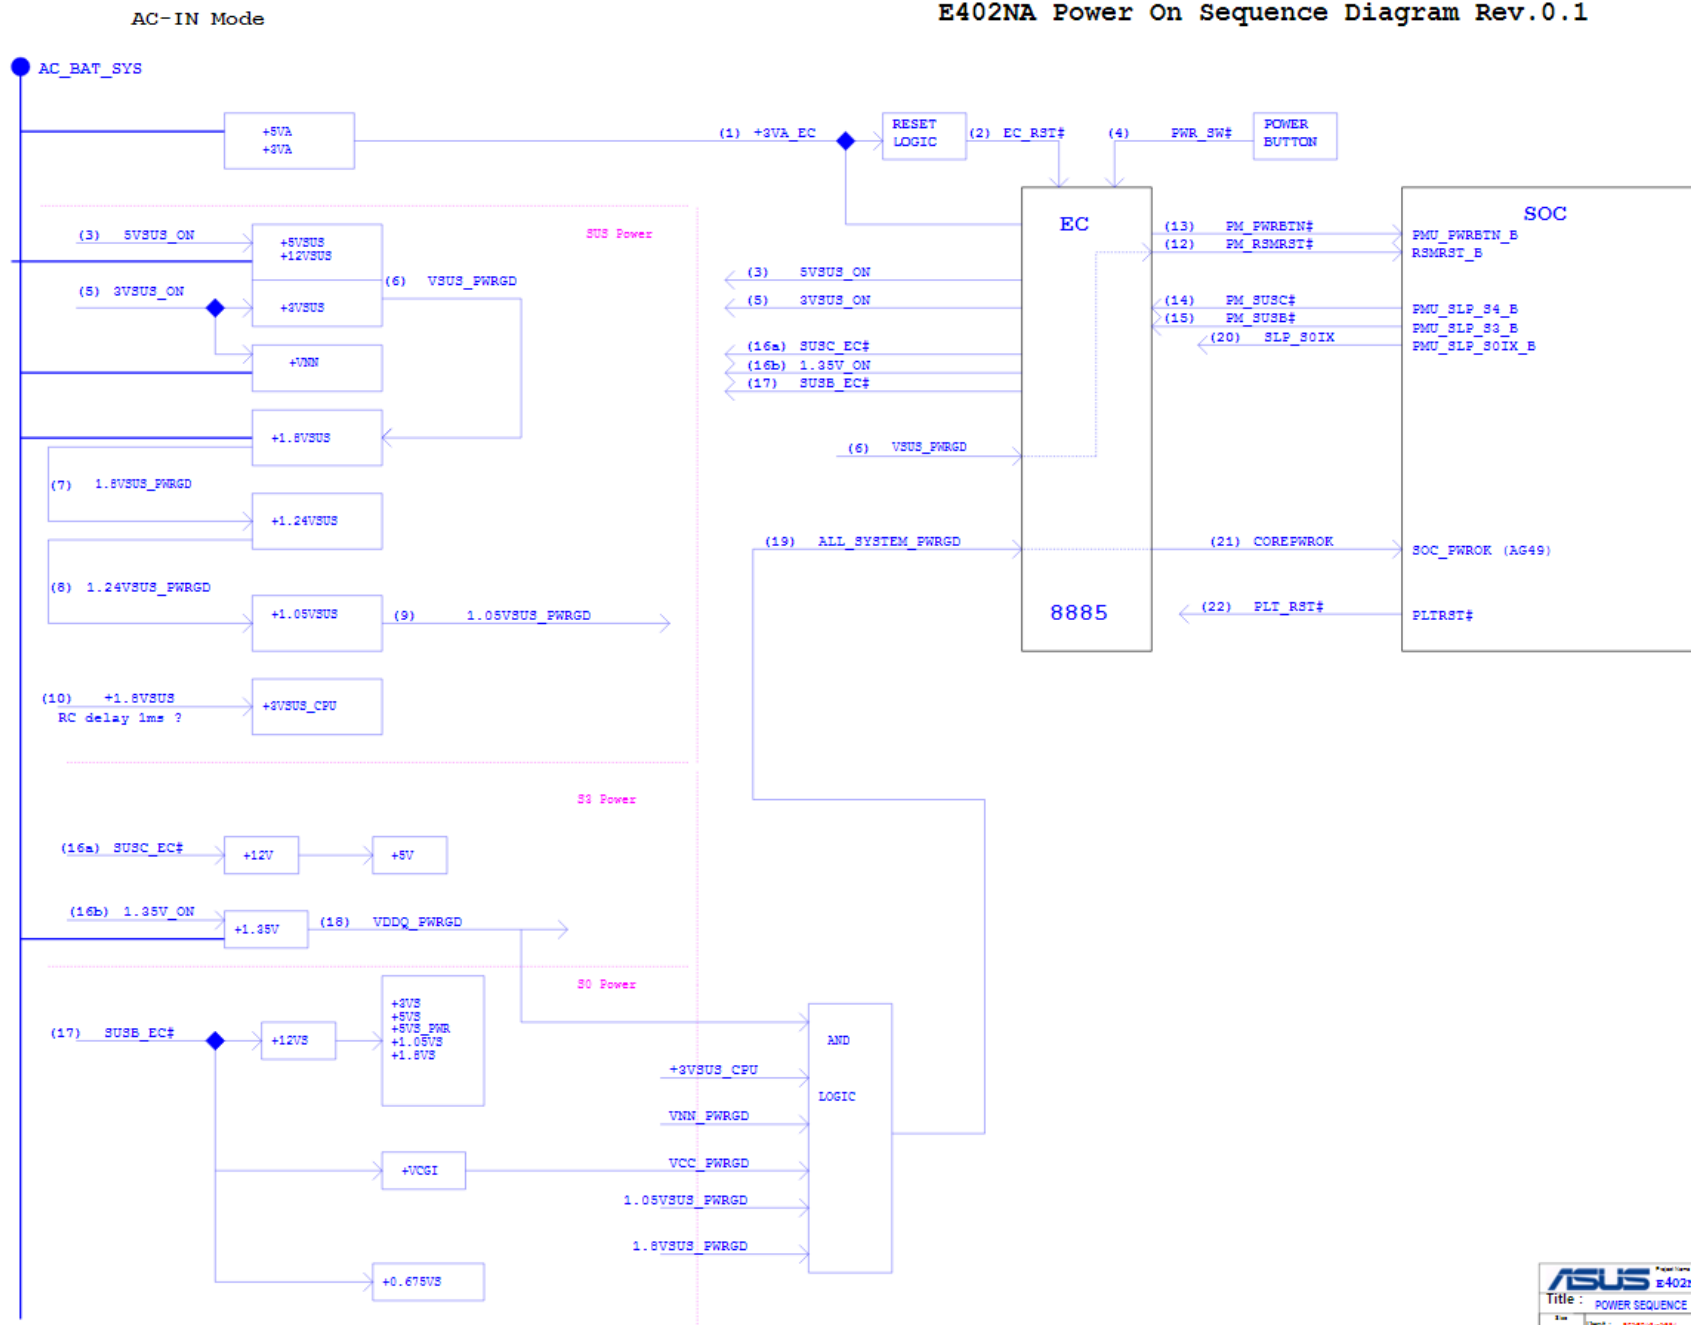 AC-IN Mode
E402NA Power On Sequence Diagram Rev.0.1
AC_BAT_SYS
+5VA
+3VA
(1) +3VA_EC
RESET
LOGIC
(2) EC_RST#
(4) PWR_SW#
POWER
BUTTON
SUS Power
(3) 5VSUS_ON
+5VSUS
+12VSUS
(5) 3VSUS_ON
+3VSUS
(6) VSUS_PWRGD
+VNN
+1.8VSUS
(7) 1.8VSUS_PWRGD
+1.24VSUS
(8) 1.24VSUS_PWRGD
+1.05VSUS
(9) 1.05VSUS_PWRGD
(10) +1.8VSUS
RC delay 1ms ?
+3VSUS_CPU
EC
(3) 5VSUS_ON
(5) 3VSUS_ON
(16a) SUSC_EC#
(16b) 1.35V_ON
(17) SUSB_EC#
(6) VSUS_PWRGD
(19) ALL_SYSTEM_PWRGD
8885
(13) PM_PWRBTN#
(12) PM_RSMRST#
(14) PM_SUSC#
(15) PM_SUSB#
(20) SLP_S0IX
(21) COREPWROK
(22) PLT_RST#
SOC
PMU_PWRBTN_B
RSMRST_B
PMU_SLP_S4_B
PMU_SLP_S3_B
PMU_SLP_S0IX_B
SOC_PWROK (AG49)
PLTRST#
S3 Power
(16a) SUSC_EC#
+12V
+5V
(16b) 1.35V_ON
+1.35V
(18) VDDQ_PWRGD
S0 Power
(17) SUSB_EC#
+12VS
+3VS
+5VS
+5VS_PWR
+1.05VS
+1.8VS
+VCGI
+0.675VS
+3VSUS_CPU
VNN_PWRGD
VCC_PWRGD
1.05VSUS_PWRGD
1.8VSUS_PWRGD
AND
LOGIC
ASUS
Title :
POWER SEQUENCE